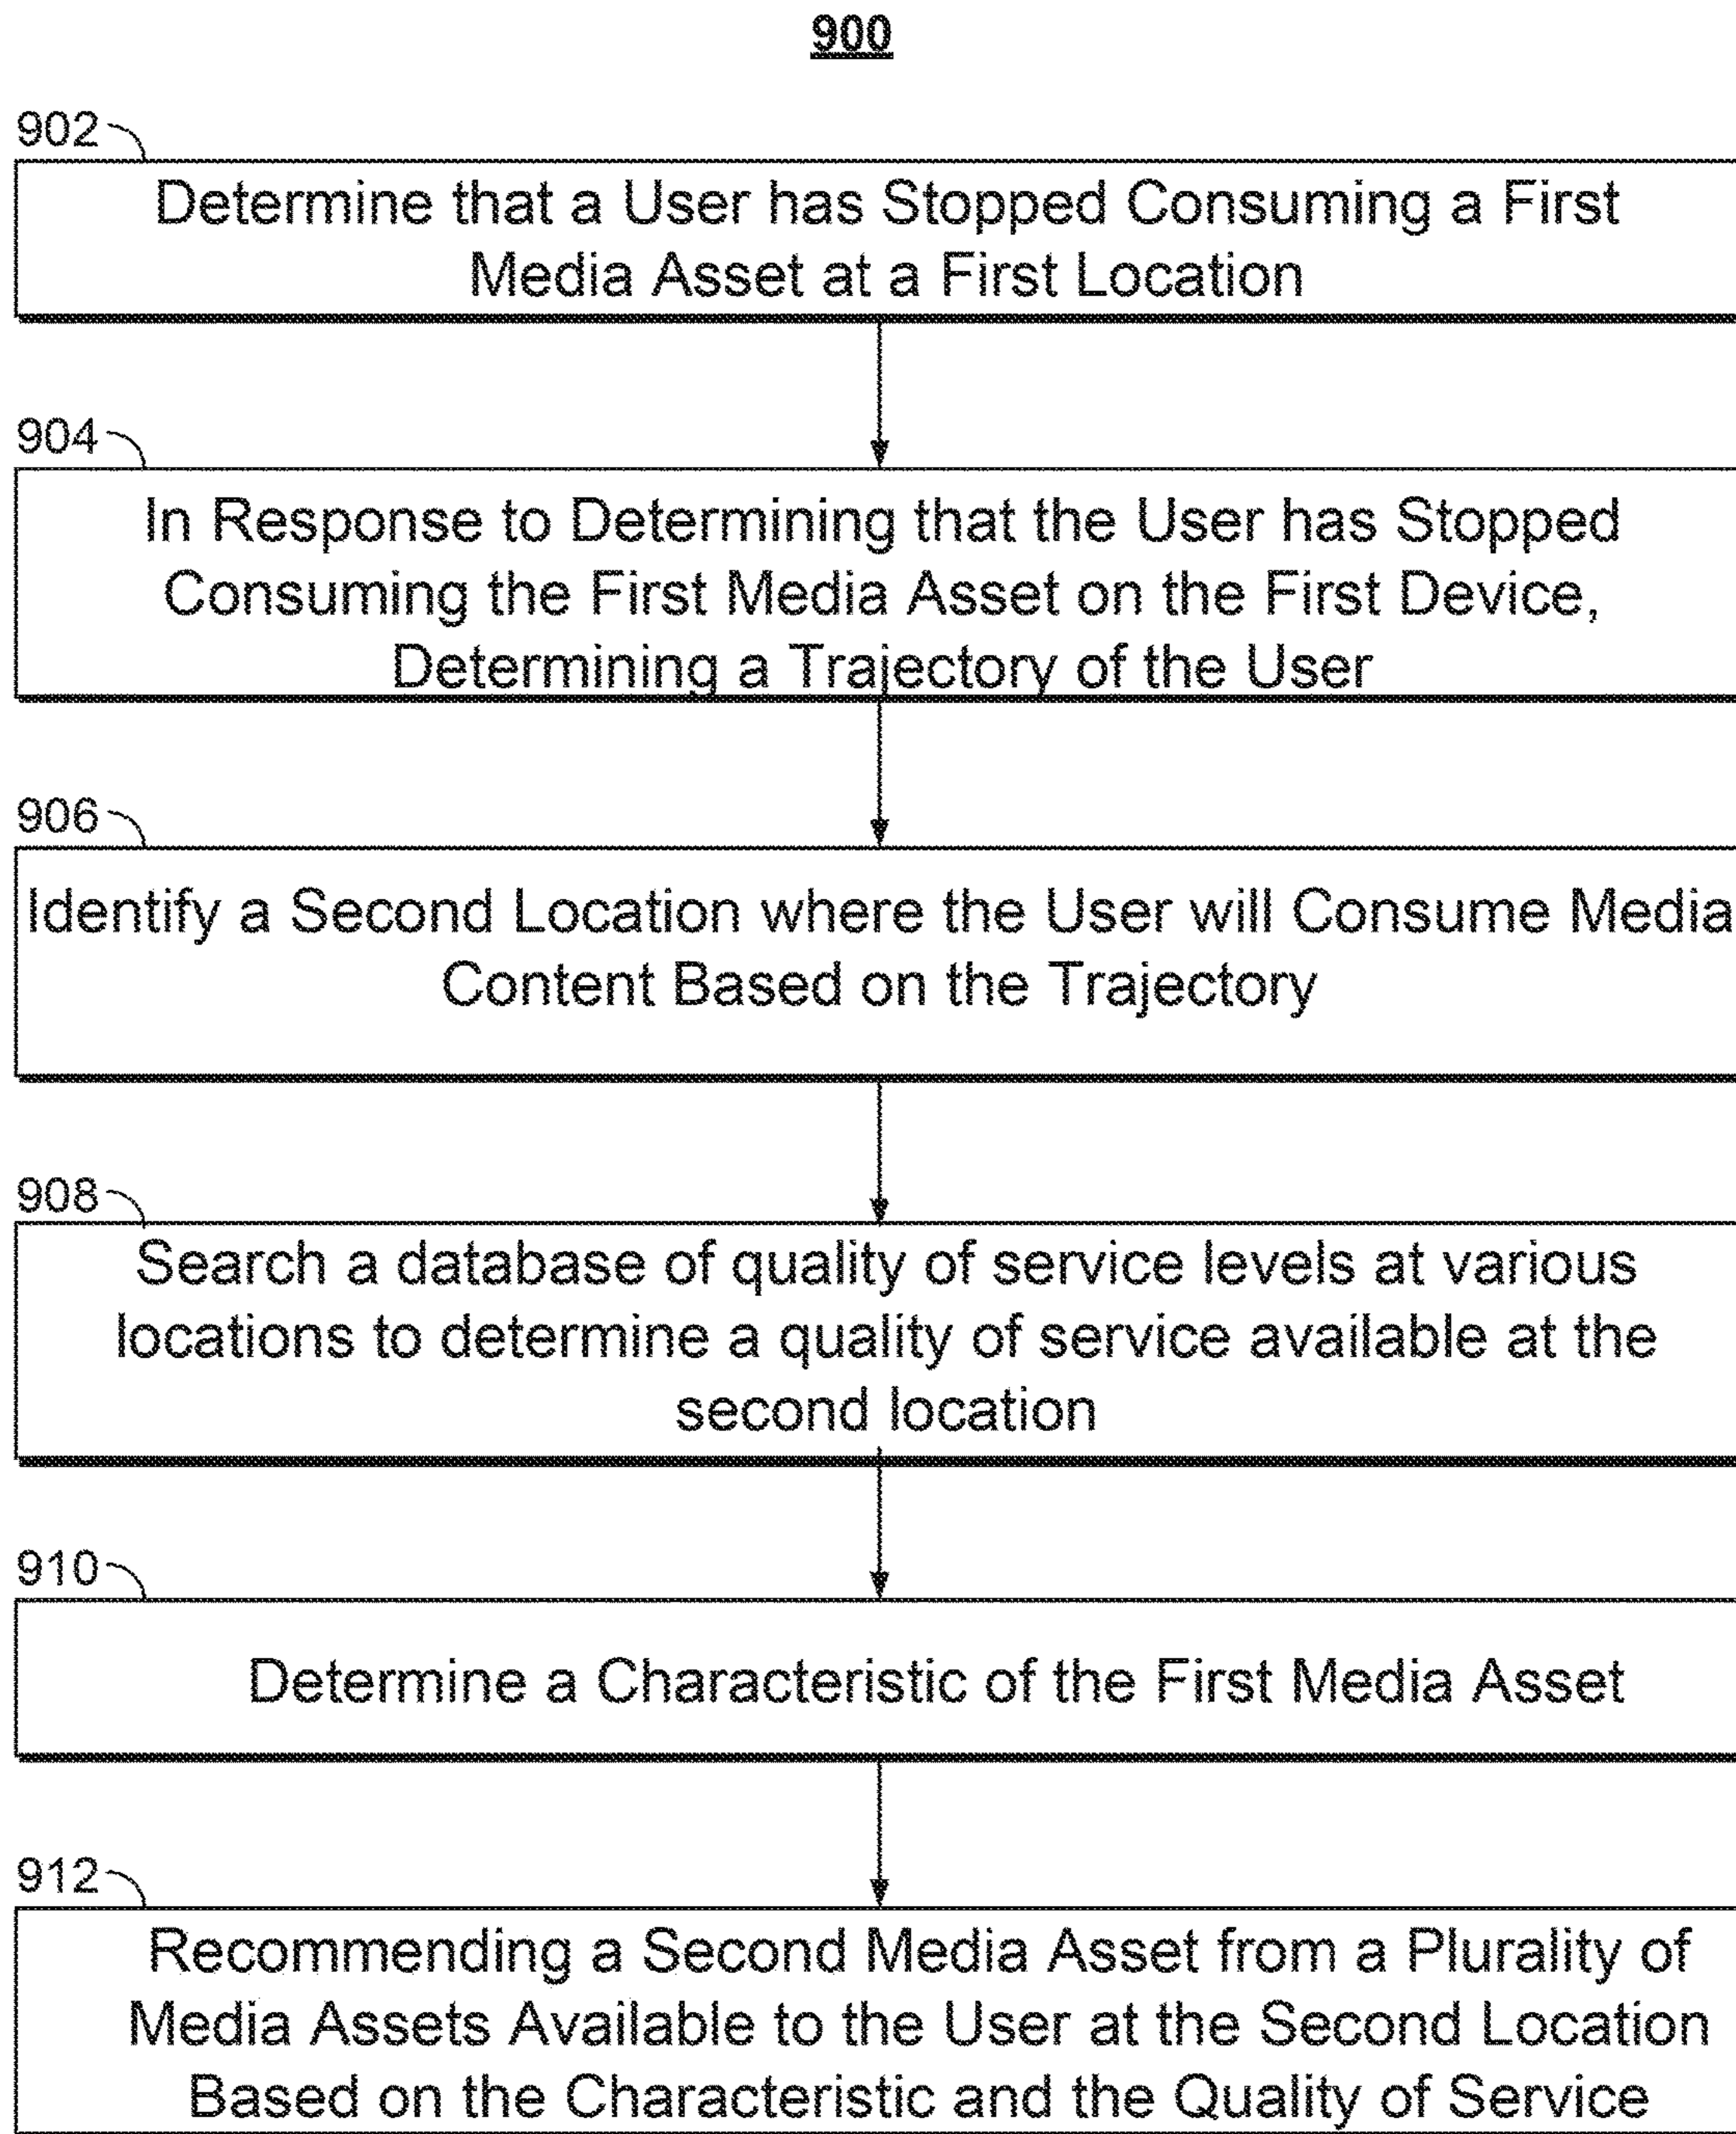 900
902
Determine that a User has Stopped Consuming a First
Media Asset at a First Location
904
In Response to Determining that the User has Stopped
Consuming the First Media Asset on the First Device,
Determining a Trajectory of the User
906
Identify a Second Location where the User will Consume Media
Content Based on the Trajectory
908
Search a database of quality of service levels at various
locations to determine a quality of service available at the
second location
910
Determine a Characteristic of the First Media Asset
912
Recommending a Second Media Asset from a Plurality of
Media Assets Available to the User at the Second Location
Based on the Characteristic and the Quality of Service